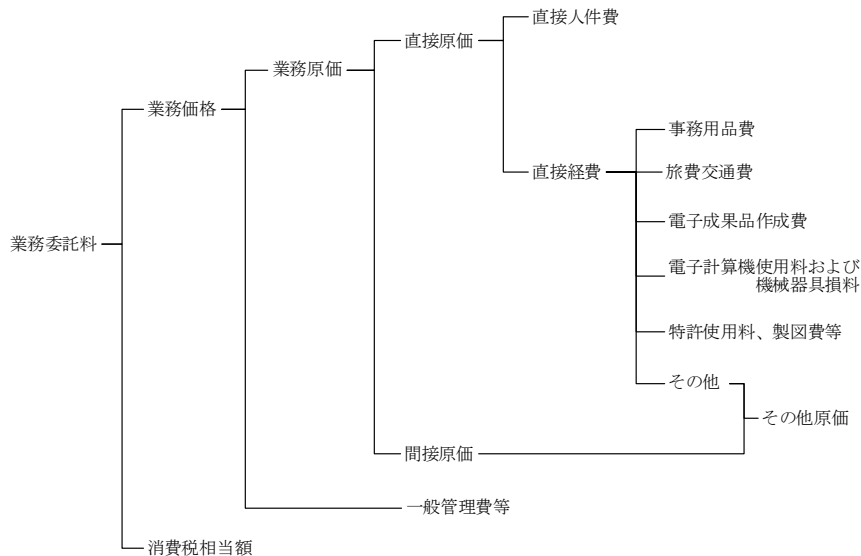 直接人件費
直接原価
業務原価
業務価格
事務用品費
直接経費
旅費交通費
電子成果品作成費
業務委託料
電子計算機使用料および
機械器具損料
特許使用料、製図費等
その他
その他原価
間接原価
一般管理費等
消費税相当額